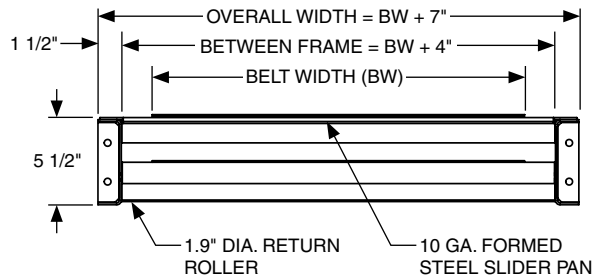 OVERALL WIDTH = BW + 7"
1 1/2"
BETWEEN FRAME = BW + 4"
BELT WIDTH (BW)
5 1/2"
1.9" DIA. RETURN
ROLLER
10 GA. FORMED
STEEL SLIDER PAN